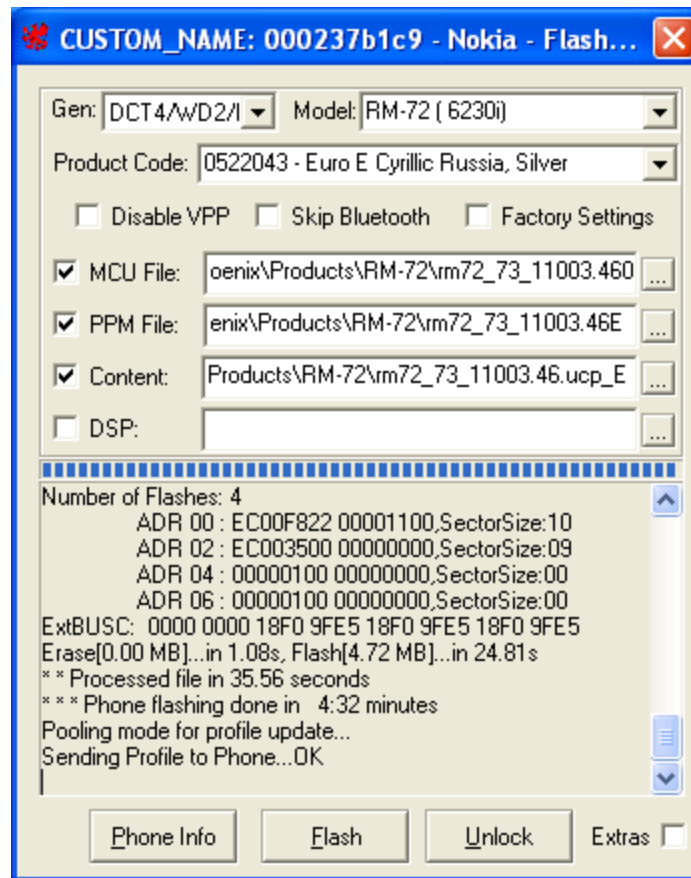 CUSTOM_NAME: 000237b1c9 - Nokia - Flash...
Gen: DCT4/WD2/I Model: RM-72 ( 6230i)
Product Code: 0522043 - Euro E Cyrillic Russia, Silver
Disable VPP Skip Bluetooth Factory Settings
MCU File: oenix\Products\RM-72\rm72_73_11003.460 ...
PPM File: enix\Products\RM-72\rm72_73_11003.46E ...
Content: Products\RM-72\rm72_73_11003.46.ucp_E ...
DSP: ...
Number of Flashes: 4
ADR 00 : EC00F822 00001100,SectorSize:10
ADR 02 : EC003500 00000000,SectorSize:09
ADR 04 : 00000100 00000000,SectorSize:00
ADR 06 : 00000100 00000000,SectorSize:00
ExtBUSC: 0000 0000 18F0 9FE5 18F0 9FE5 18F0 9FE5
Erase[0.00 MB]...in 1.08s, Flash[4.72 MB]...in 24.81s
* * Processed file in 35.56 seconds
* * * Phone flashing done in 4:32 minutes
Pooling mode for profile update...
Sending Profile to Phone...OK
Phone Info Flash Unlock Extras